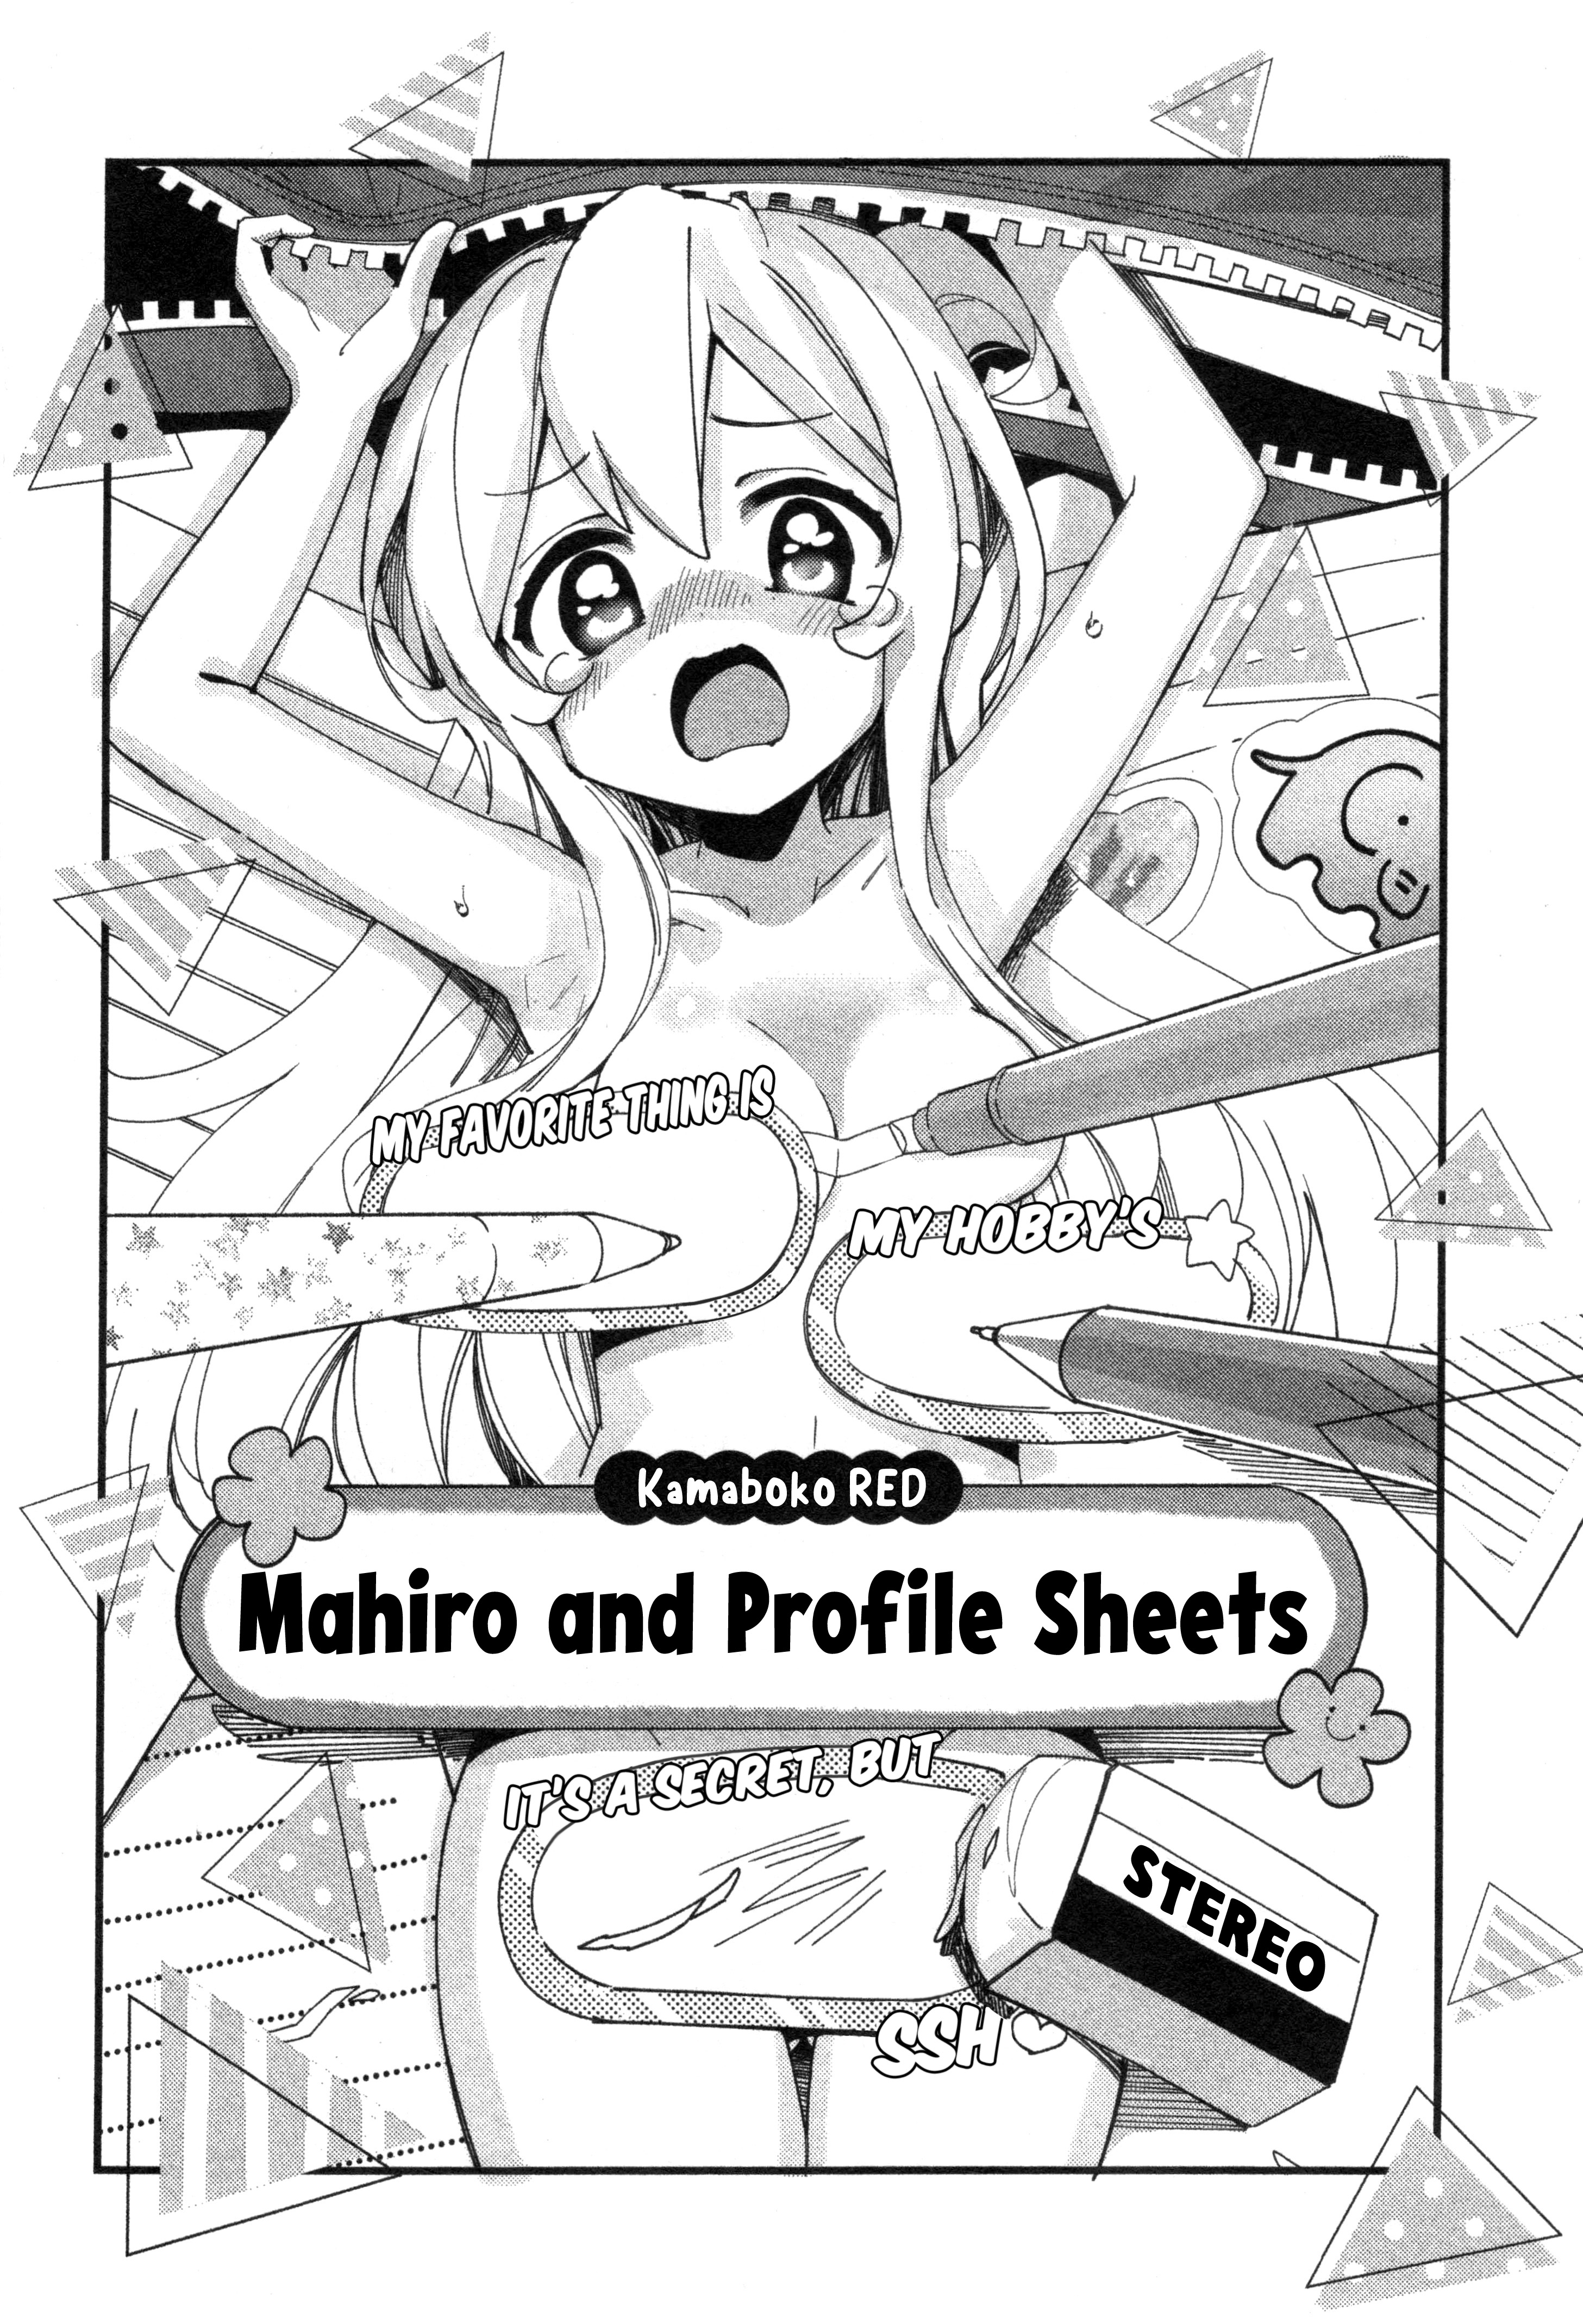 MY FAVORITE THING IS
MY HOBBY'S
Kamaboko RED
Mahiro and Profile Sheets
IT'S A SECRET, BUT
STEREO
SSH